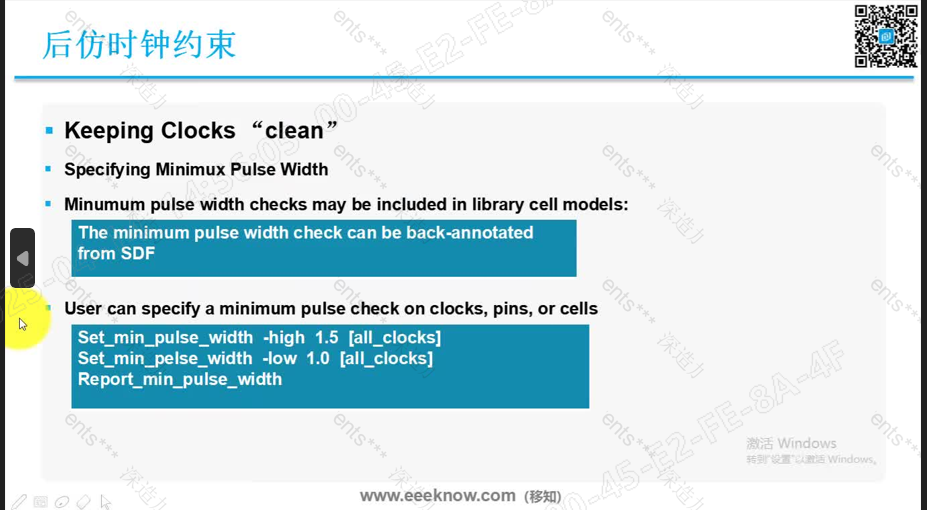 后仿时钟约束
Keeping Clocks “clean”
Specifying Minimux Pulse Width
Minumum pulse width checks may be included in library cell models:
The minimum pulse width check can be back-annotated
from SDF
User can specify a minimum pulse check on clocks, pins, or cells
Set_min_pulse_width -high 1.5 [all_clocks]
Set_min_pelse_width -low 1.0 [all_clocks]
Report_min_pulse_width
激活 Windows
转到"设置"以激活 Windows。
www.eeeknow.com（移知）